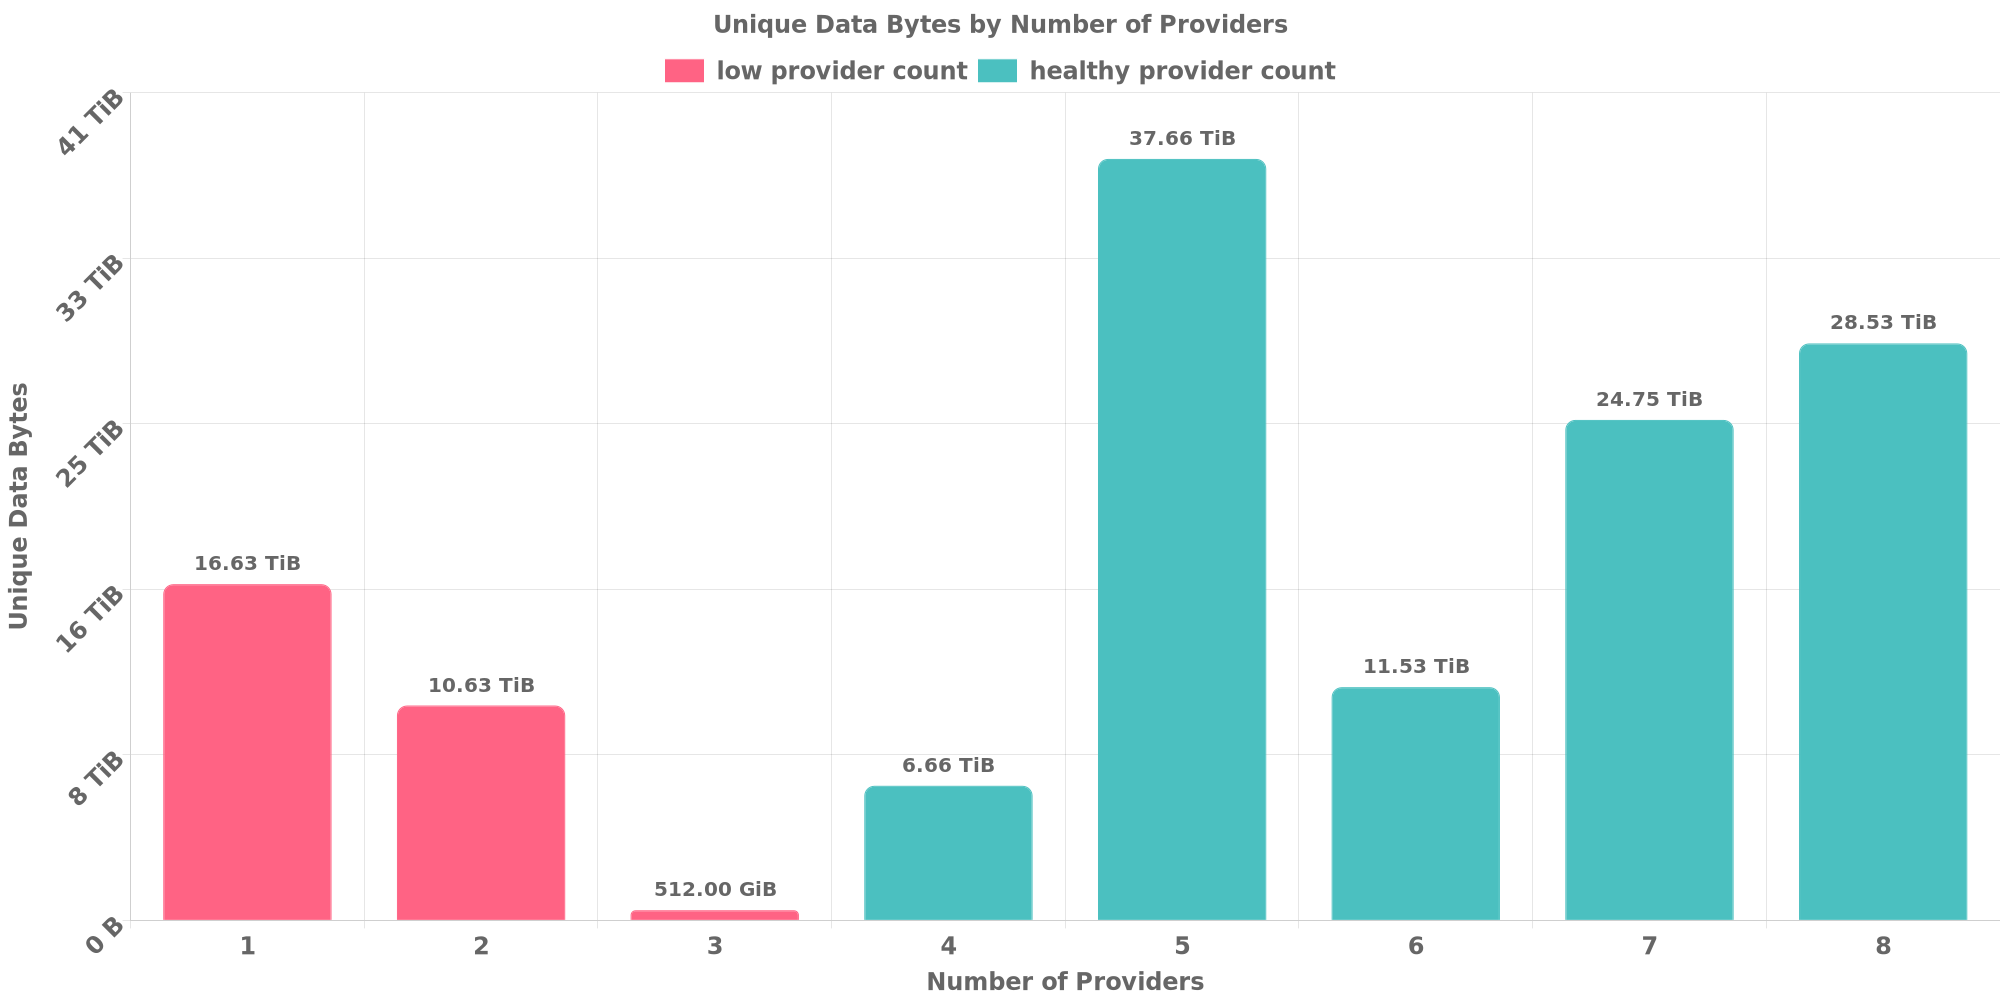 Unique Data Bytes by Number of Providers
low provider count healthy provider count
41 TiB
33 TiB
25 TiB
16 TiB
8 TiB
0 B
Unique Data Bytes
16.63 TiB
10.63 TiB
512.00 GiB
6.66 TiB
37.66 TiB
11.53 TiB
24.75 TiB
28.53 TiB
1 2 3 4 5 6 7 8
Number of Providers